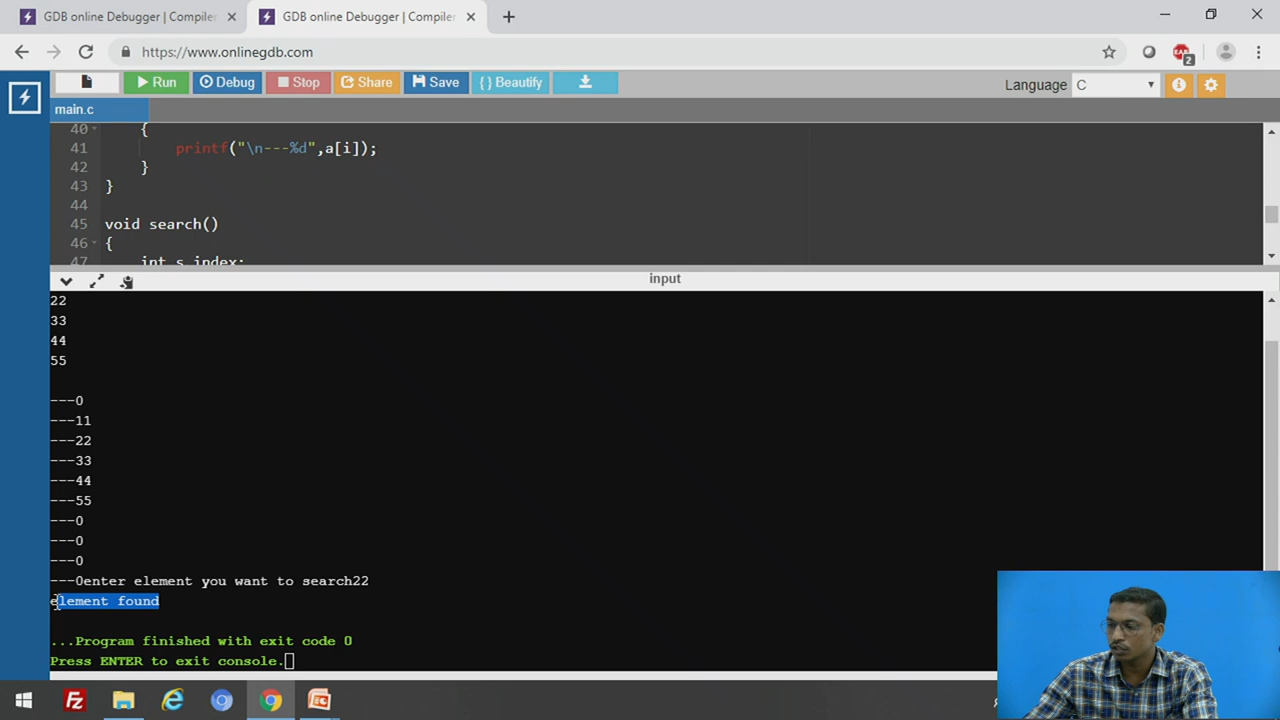 GDB online Debugger | Compiler
GDB online Debugger | Compiler
https://www.onlinegdb.com
2
Run
Debug
Stop
Share
Save
{ } Beautify
Language C
main.c
40 {
41 printf("\n---%d",a[i]);
42 }
43 }
44
45 void search()
46 {
47 int s,index;
input
22
33
44
55
---0
---11
---22
---33
---44
---55
---0
---0
---0
---0enter element you want to search22
element found
...Program finished with exit code 0
Press ENTER to exit console.